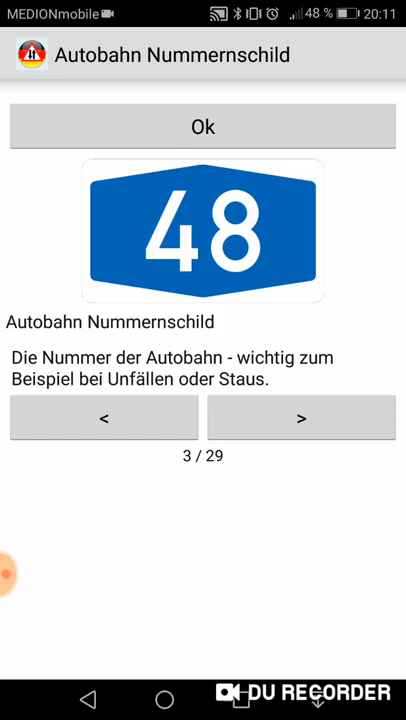 MEDIONmobile 48 % 20:11
Autobahn Nummernschild
Ok
48
Autobahn Nummernschild
Die Nummer der Autobahn - wichtig zum
Beispiel bei Unfällen oder Staus.
< >
3 / 29
DU RECORDER